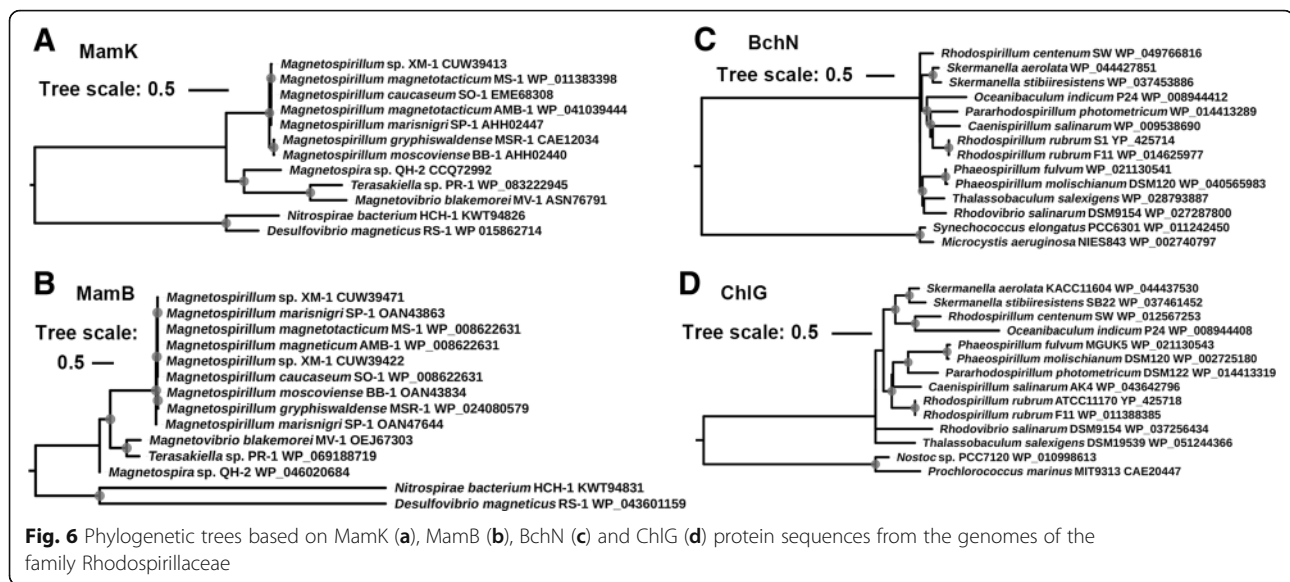 A
MamK
Tree scale: 0.5
Magnetospirillum sp. XM-1 CUW39413
Magnetospirillum magnetotacticum MS-1 WP_011383398
Magnetospirillum caucaseum SO-1 EME68308
Magnetospirillum magnetotacticum AMB-1 WP_041039444
Magnetospirillum marisnigri SP-1 AHH02447
Magnetospirillum gryphiswaldense MSR-1 CAE12034
Magnetospirillum moscoviense BB-1 AHH02440
Magnetospira sp. QH-2 CCQ72992
Terasakiella sp. PR-1 WP_083222945
Magnetovibrio blakemorei MV-1 ASN76791
Nitrospirae bacterium HCH-1 KWT94826
Desulfovibrio magneticus RS-1 WP 015862714
B
MamB
Tree scale:
0.5
Magnetospirillum sp. XM-1 CUW39471
Magnetospirillum marisnigri SP-1 OAN43863
Magnetospirillum magnetotacticum MS-1 WP_008622631
Magnetospirillum magneticum AMB-1 WP_008622631
Magnetospirillum sp. XM-1 CUW39422
Magnetospirillum caucaseum SO-1 WP_008622631
Magnetospirillum moscoviense BB-1 OAN43834
Magnetospirillum gryphiswaldense MSR-1 WP_024080579
Magnetospirillum marisnigri SP-1 OAN47644
Magnetovibrio blakemorei MV-1 OEJ67303
Terasakiella sp. PR-1 WP_069188719
Magnetospira sp. QH-2 WP_046020684
Nitrospirae bacterium HCH-1 KWT94831
Desulfovibrio magneticus RS-1 WP_043601159
C
BchN
Tree scale: 0.5
Rhodospirillum centenum SW WP_049766816
Skermanella aerolata WP_044427851
Skermanella stibiiresistens WP_037453886
Oceanibaculum indicum P24 WP_008944412
Pararhodospirillum photometricum WP_014413289
Caenispirillum salinarum WP_009538690
Rhodospirillum rubrum S1 YP_425714
Rhodospirillum rubrum F11 WP_014625977
Phaeospirillum fulvum WP_021130541
Phaeospirillum molischianum DSM120 WP_040565983
Thalassobaculum salexigens WP_028793887
Rhodovibrio salinarum DSM9154 WP_027287800
Synechococcus elongatus PCC6301 WP_011242450
Microcystis aeruginosa NIES843 WP_002740797
D
ChlG
Tree scale: 0.5
Skermanella aerolata KACC11604 WP_044437530
Skermanella stibiiresistens SB22 WP_037461452
Rhodospirillum centenum SW WP_012567253
Oceanibaculum indicum P24 WP_008944408
Phaeospirillum fulvum MGUK5 WP_021130543
Phaeospirillum molischianum DSM120 WP_002725180
Pararhodospirillum photometricum DSM122 WP_014413319
Caenispirillum salinarum AK4 WP_043642796
Rhodospirillum rubrum ATCC11170 YP_425718
Rhodospirillum rubrum F11 WP_011388385
Rhodovibrio salinarum DSM9154 WP_037256434
Thalassobaculum salexigens DSM19539 WP_051244366
Nostoc sp. PCC7120 WP_010998613
Prochlorococcus marinus MIT9313 CAE20447
Fig. 6 Phylogenetic trees based on MamK (a), MamB (b), BchN (c) and ChlG (d) protein sequences from the genomes of the
family Rhodospirillaceae